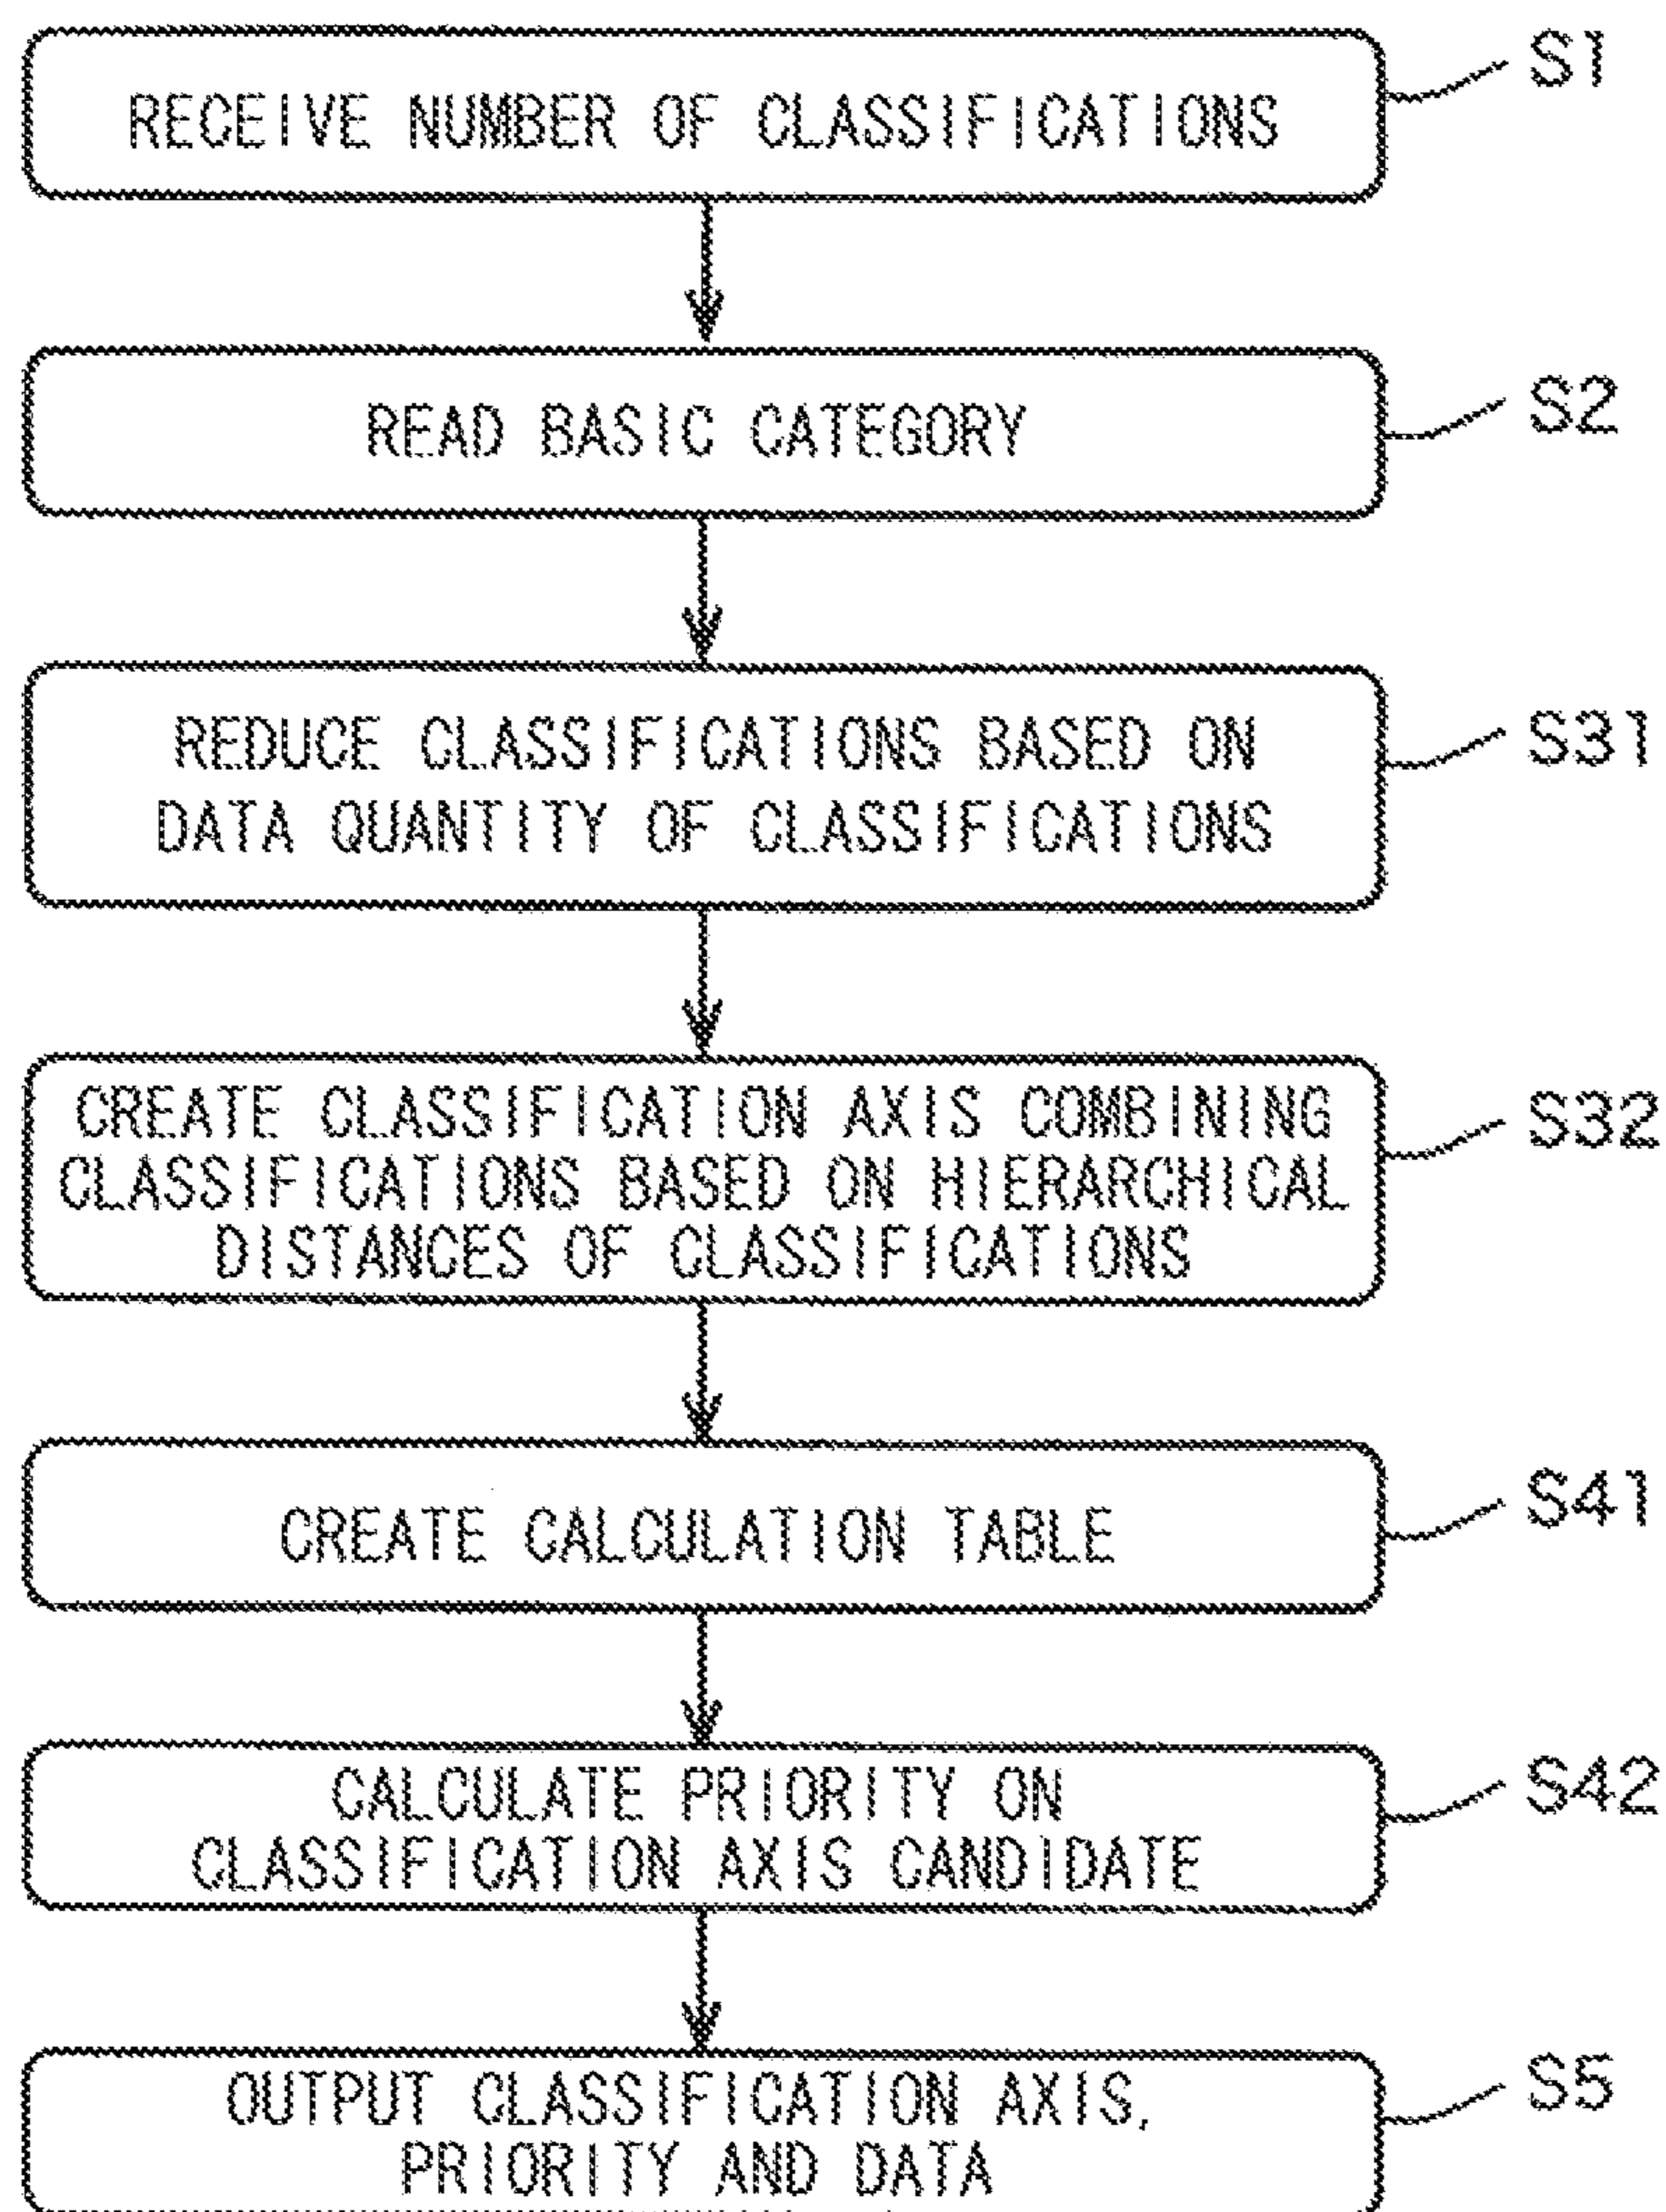 RECEIVE NUMBER OF CLASSIFICATIONS
S1
READ BASIC CATEGORY
S2
REDUCE CLASSIFICATIONS BASED ON
DATA QUANTITY OF CLASSIFICATIONS
S31
CREATE CLASSIFICATION AXIS COMBINING
CLASSIFICATIONS BASED ON HIERARCHICAL
DISTANCES OF CLASSIFICATIONS
S32
CREATE CALCULATION TABLE
S41
CALCULATE PRIORITY ON
CLASSIFICATION AXIS CANDIDATE
S42
OUTPUT CLASSIFICATION AXIS,
PRIORITY AND DATA
S5